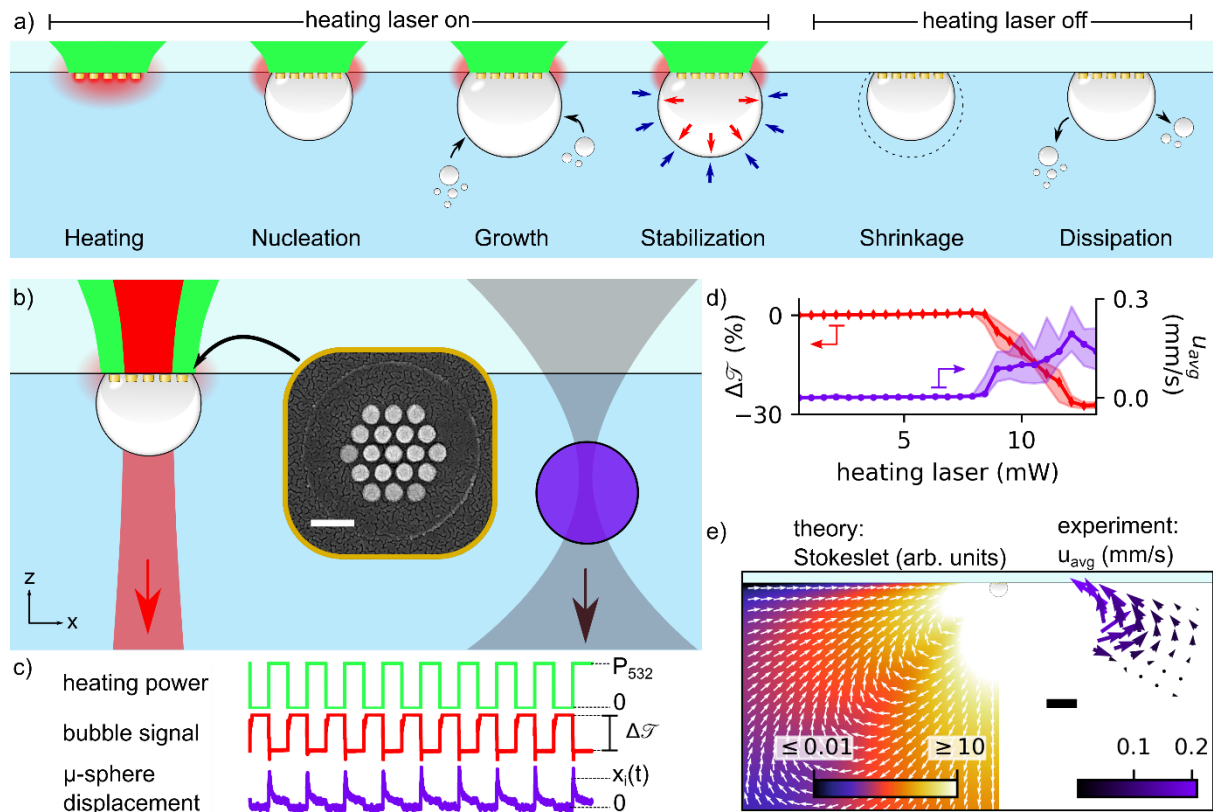 a)
heating laser on
heating laser off
Heating
Nucleation
Growth
Stabilization
Shrinkage
Dissipation
b)
z
x
c)
heating power
P532
0
bubble signal
Δ𝒯
μ-sphere
displacement
xi(t)
0
d)
Δ𝒯 (%)
0
−30
5
10
heating laser (mW)
0.3
0.0
uavg
(mm/s)
e)
theory:
Stokeslet (arb. units)
experiment:
uavg (mm/s)
≤ 0.01
≥ 10
0.1
0.2